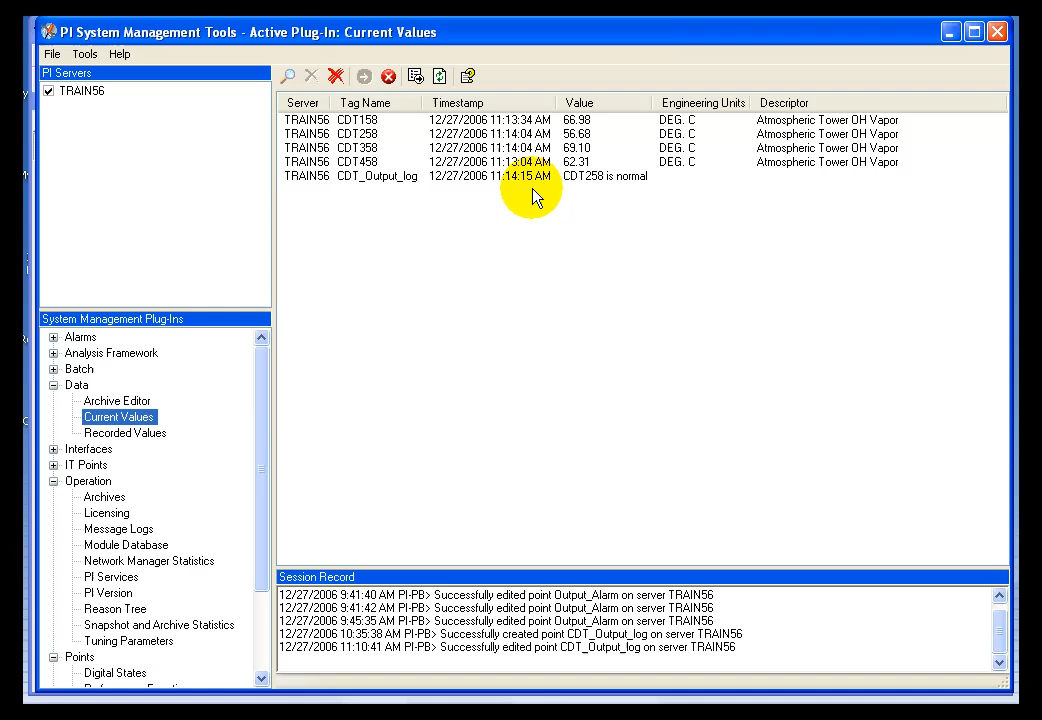 PI System Management Tools - Active Plug-In: Current Values
File Tools Help
PI Servers
TRAIN56
Server Tag Name Timestamp Value Engineering Units Descriptor
TRAIN56 CDT158 12/27/2006 11:13:34 AM 66.98 DEG. C Atmospheric Tower OH Vapor
TRAIN56 CDT258 12/27/2006 11:14:04 AM 56.68 DEG. C Atmospheric Tower OH Vapor
TRAIN56 CDT358 12/27/2006 11:14:04 AM 69.10 DEG. C Atmospheric Tower OH Vapor
TRAIN56 CDT458 12/27/2006 11:13:04 AM 62.31 DEG. C Atmospheric Tower OH Vapor
TRAIN56 CDT_Output_log 12/27/2006 11:14:15 AM CDT258 is normal
System Management Plug-Ins
Alarms
Analysis Framework
Batch
Data
Archive Editor
Current Values
Recorded Values
Interfaces
IT Points
Operation
Archives
Licensing
Message Logs
Module Database
Network Manager Statistics
PI Services
PI Version
Reason Tree
Snapshot and Archive Statistics
Tuning Parameters
Points
Digital States
Session Record
12/27/2006 9:41:40 AM PI-PB> Successfully edited point Output_Alarm on server TRAIN56
12/27/2006 9:41:42 AM PI-PB> Successfully edited point Output_Alarm on server TRAIN56
12/27/2006 9:45:35 AM PI-PB> Successfully edited point Output_Alarm on server TRAIN56
12/27/2006 10:35:38 AM PI-PB> Successfully created point CDT_Output_log on server TRAIN56
12/27/2006 11:10:41 AM PI-PB> Successfully edited point CDT_Output_log on server TRAIN56